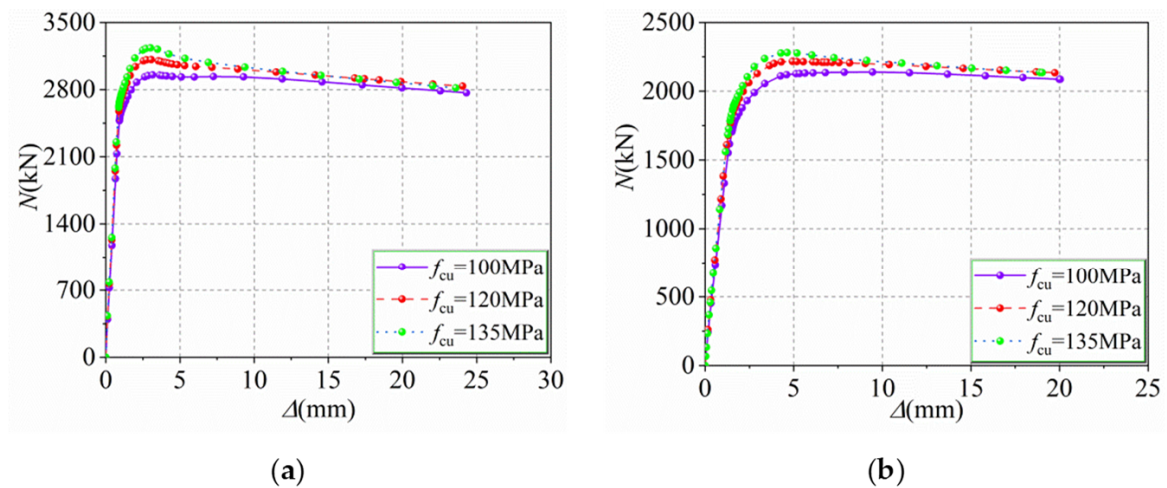 3500
2800
2100
1400
700
0
N(kN)
0 5 10 15 20 25 30
Δ(mm)
fcu=100MPa
fcu=120MPa
fcu=135MPa
(a)
2500
2000
1500
1000
500
0
N(kN)
0 5 10 15 20 25
Δ(mm)
fcu=100MPa
fcu=120MPa
fcu=135MPa
(b)